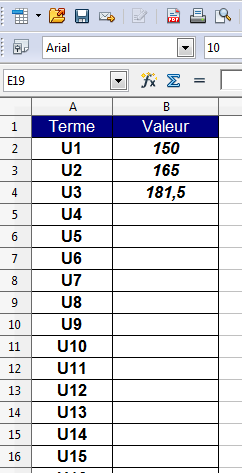 Arial 10
E19
A B
1 Terme Valeur
2 U1 150
3 U2 165
4 U3 181,5
5 U4
6 U5
7 U6
8 U7
9 U8
10 U9
11 U10
12 U11
13 U12
14 U13
15 U14
16 U15